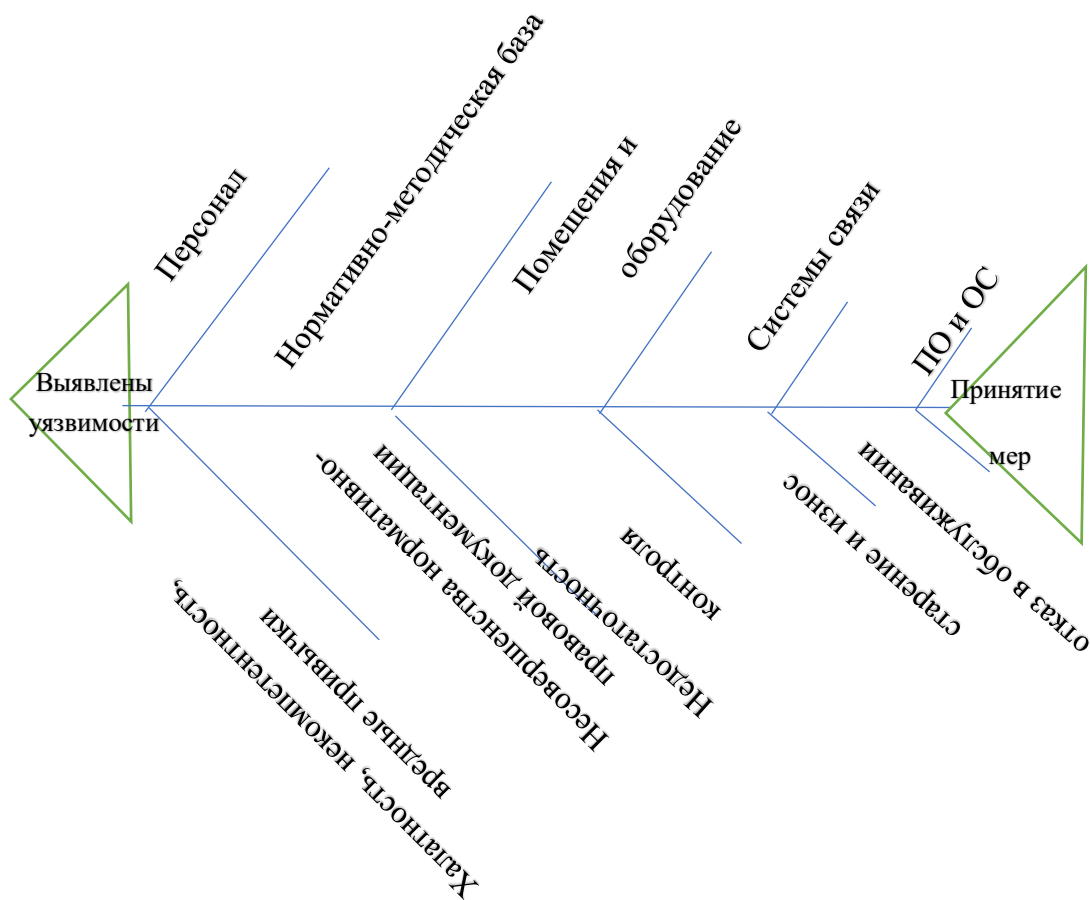 Персонал
Нормативно-методическая база
Помещения и
оборудование
Системы связи
ПО и ОС
Выявлены
уязвимости
Принятие
мер
Халатность, некомпетентность,
вредные привычки
Несовершенства нормативно-
правовой документации
Недостаточность
контроля
старение и износ
отказ в обслуживании